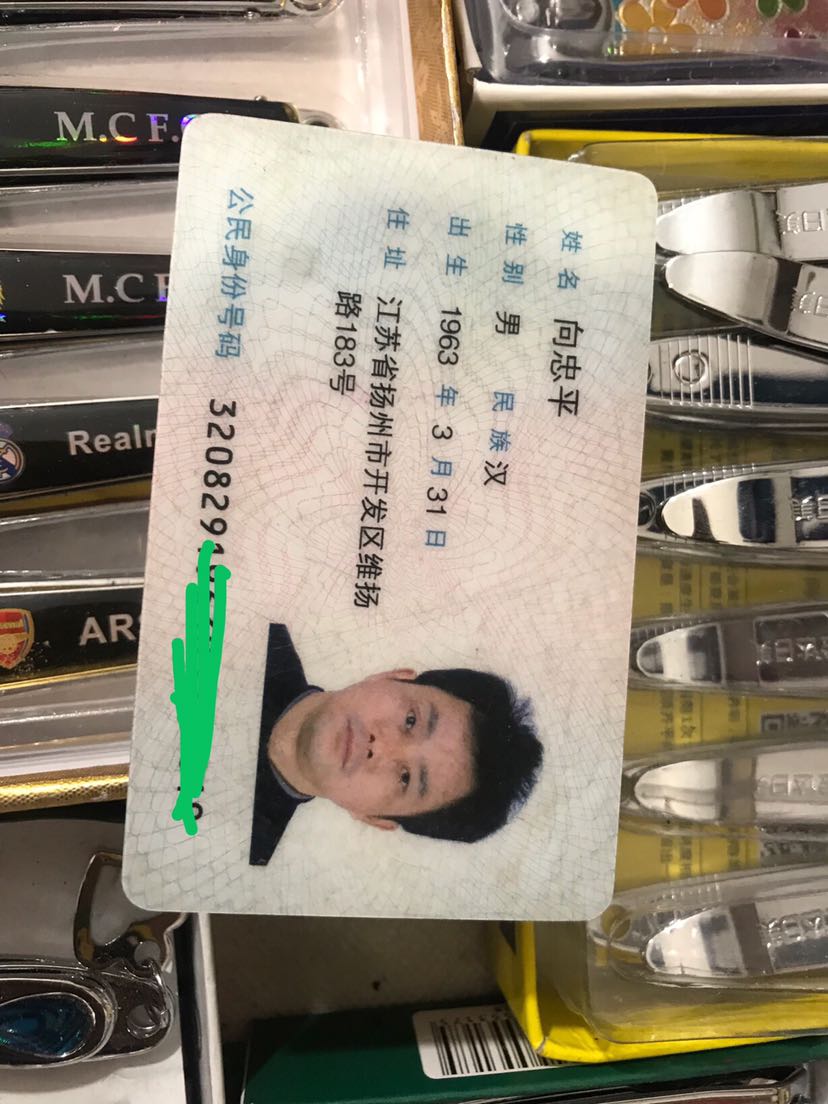 姓名 向忠平
性别 男 民族 汉
出生 1963 年 3 月 31 日
住址 江苏省扬州市开发区维扬
路183号
公民身份号码 3208291
M.C F.
M.C
Real
AR